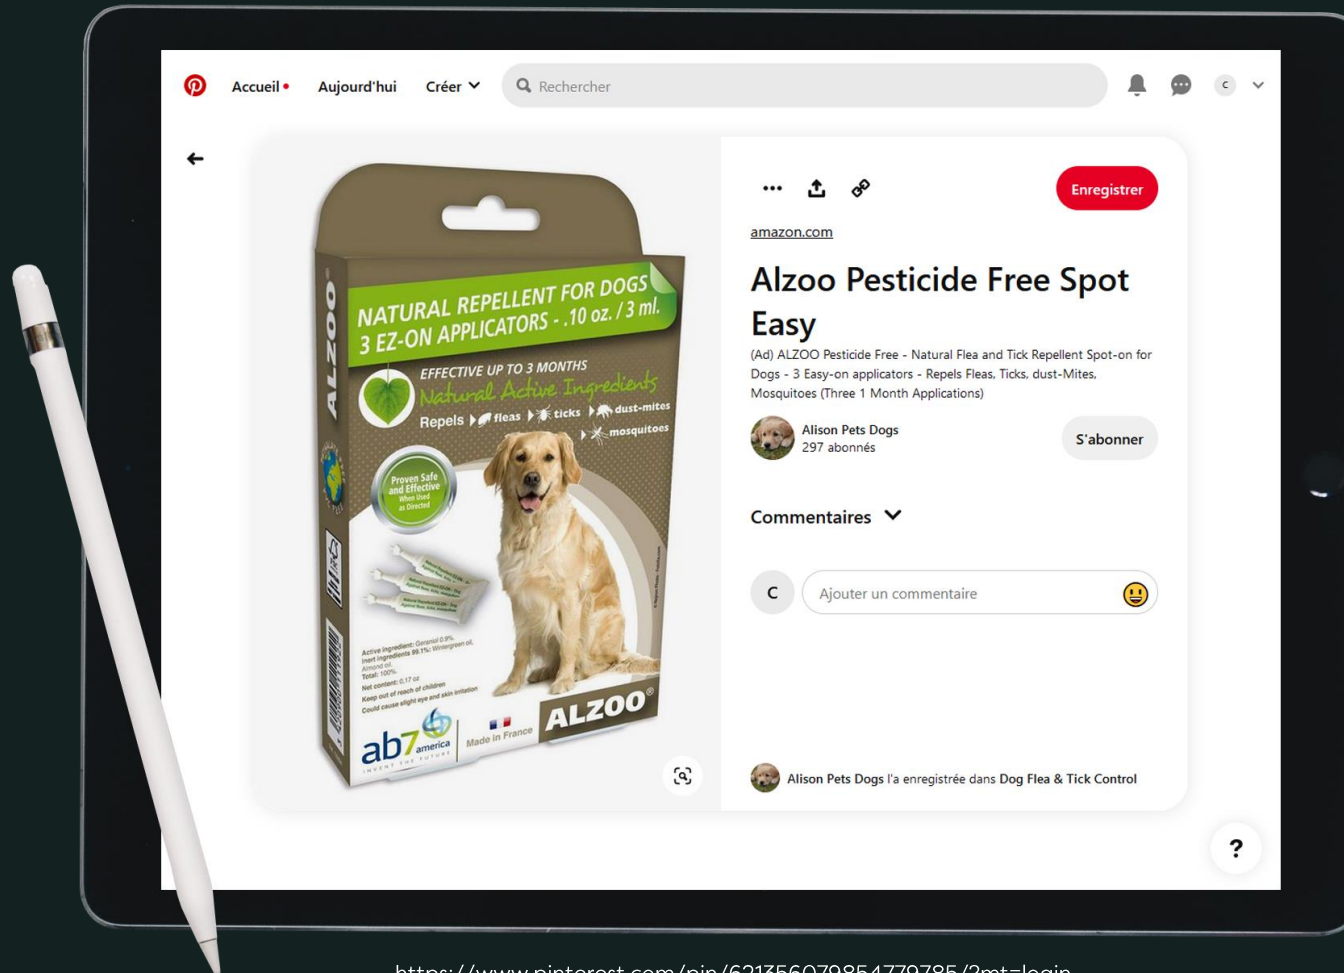 Accueil
Aujourd'hui
Créer
Rechercher
C
amazon.com
Enregistrer
Alzoo Pesticide Free Spot
Easy
(Ad) ALZOO Pesticide Free - Natural Flea and Tick Repellent Spot-on for
Dogs - 3 Easy-on applicators - Repels Fleas, Ticks, dust-Mites,
Mosquitoes (Three 1 Month Applications)
Alison Pets Dogs
297 abonnés
S'abonner
Commentaires
C
Ajouter un commentaire
Alison Pets Dogs l'a enregistrée dans Dog Flea & Tick Control
?
ALZOO
NATURAL REPELLENT FOR DOGS
3 EZ-ON APPLICATORS - .10 oz. / 3 ml.
EFFECTIVE UP TO 3 MONTHS
Natural Active Ingredients
Repels fleas ticks dust-mites
mosquitoes
Proven Safe
and Effective
When Used
as Directed
Active ingredient: Geraniol 0.9%.
Inert ingredients 99.1%: Wintergreen oil,
Almond oil.
Total: 100%.
Net content: 0.17 oz
Keep out of reach of children
Could cause slight eye and skin irritation
ab7 america
INVENT THE FUTURE
Made in France
ALZOO®
https://www.pinterest.com/pin/621356079854779785/?mt=login